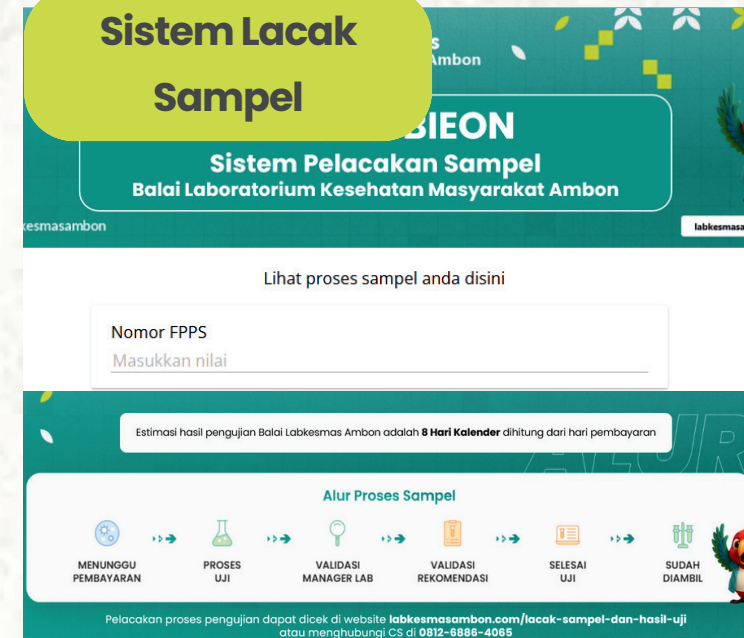 Sistem Lacak
Sampel
Ambon
BIEON
Sistem Pelacakan Sampel
Balai Laboratorium Kesehatan Masyarakat Ambon
kesmasambon
labkesmasa
Lihat proses sampel anda disini
Nomor FPPS
Masukkan nilai
ALUR
Estimasi hasil pengujian Balai Labkesmas Ambon adalah 8 Hari Kalender dihitung dari hari pembayaran
Alur Proses Sampel
MENUNGGU PEMBAYARAN
PROSES UJI
VALIDASI MANAGER LAB
VALIDASI REKOMENDASI
SELESAI UJI
SUDAH DIAMBIL
Pelacakan proses pengujian dapat dicek di website labkesmasambon.com/lacak-sampel-dan-hasil-uji
atau menghubungi CS di 0812-6886-4065